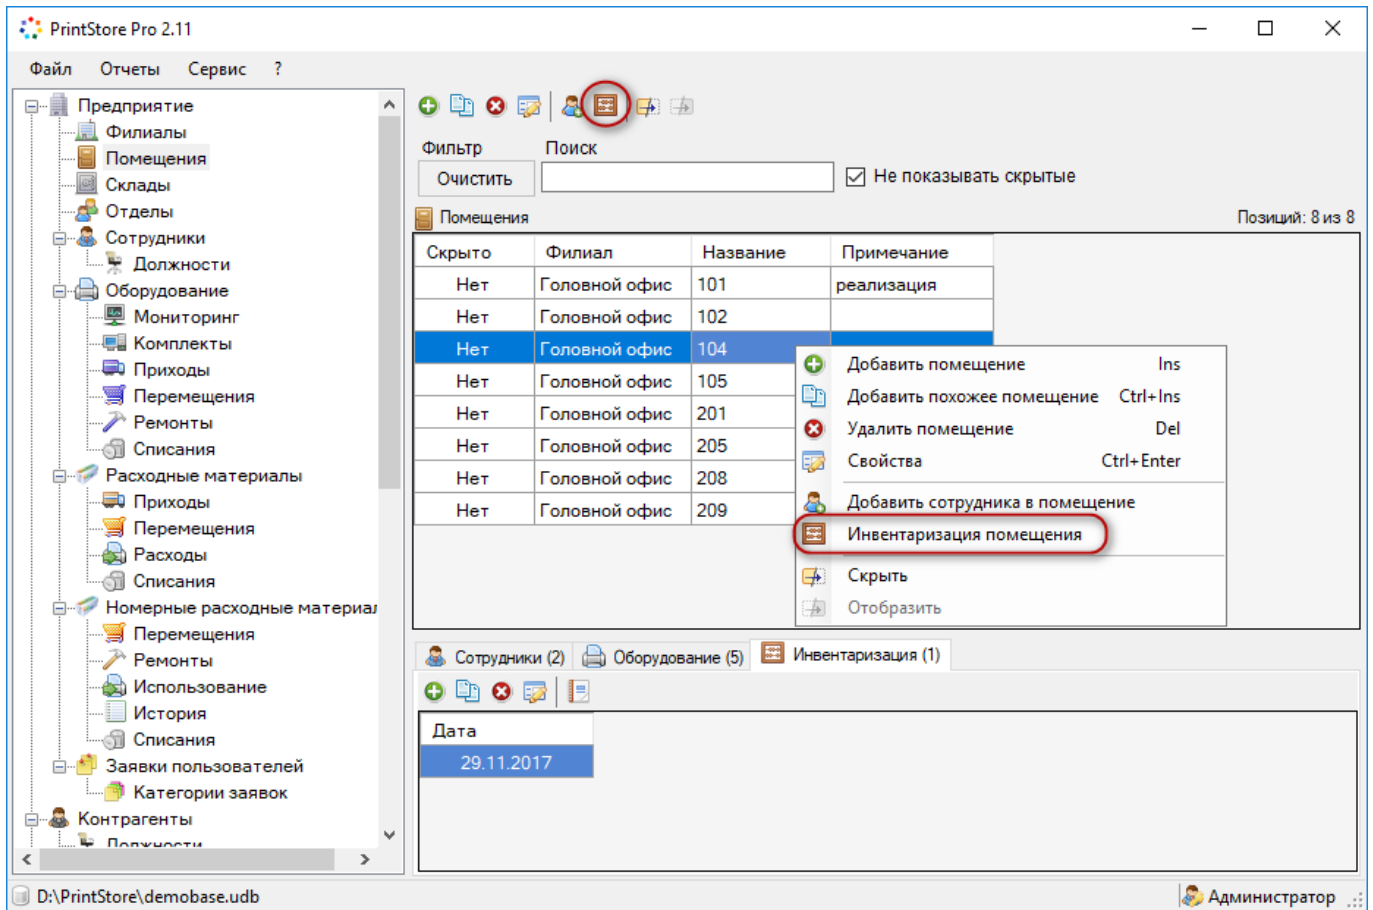 PrintStore Pro 2.11
Файл Отчеты Сервис ?
Предприятие
Филиалы
Помещения
Склады
Отделы
Сотрудники
Должности
Оборудование
Мониторинг
Комплекты
Приходы
Перемещения
Ремонты
Списания
Расходные материалы
Приходы
Перемещения
Расходы
Списания
Номерные расходные материал
Перемещения
Ремонты
Использование
История
Списания
Заявки пользователей
Категории заявок
Контрагенты
Должности
Фильтр Поиск
Очистить Не показывать скрытые
Помещения Позиций: 8 из 8
Скрыто Филиал Название Примечание
Нет Головной офис 101 реализация
Нет Головной офис 102
Нет Головной офис 104
Нет Головной офис 105
Нет Головной офис 201
Нет Головной офис 205
Нет Головной офис 208
Нет Головной офис 209
Добавить помещение Ins
Добавить похожее помещение Ctrl+Ins
Удалить помещение Del
Свойства Ctrl+Enter
Добавить сотрудника в помещение
Инвентаризация помещения
Скрыть
Отобразить
Сотрудники (2) Оборудование (5) Инвентаризация (1)
Дата
29.11.2017
D:\PrintStore\demobase.udb Администратор